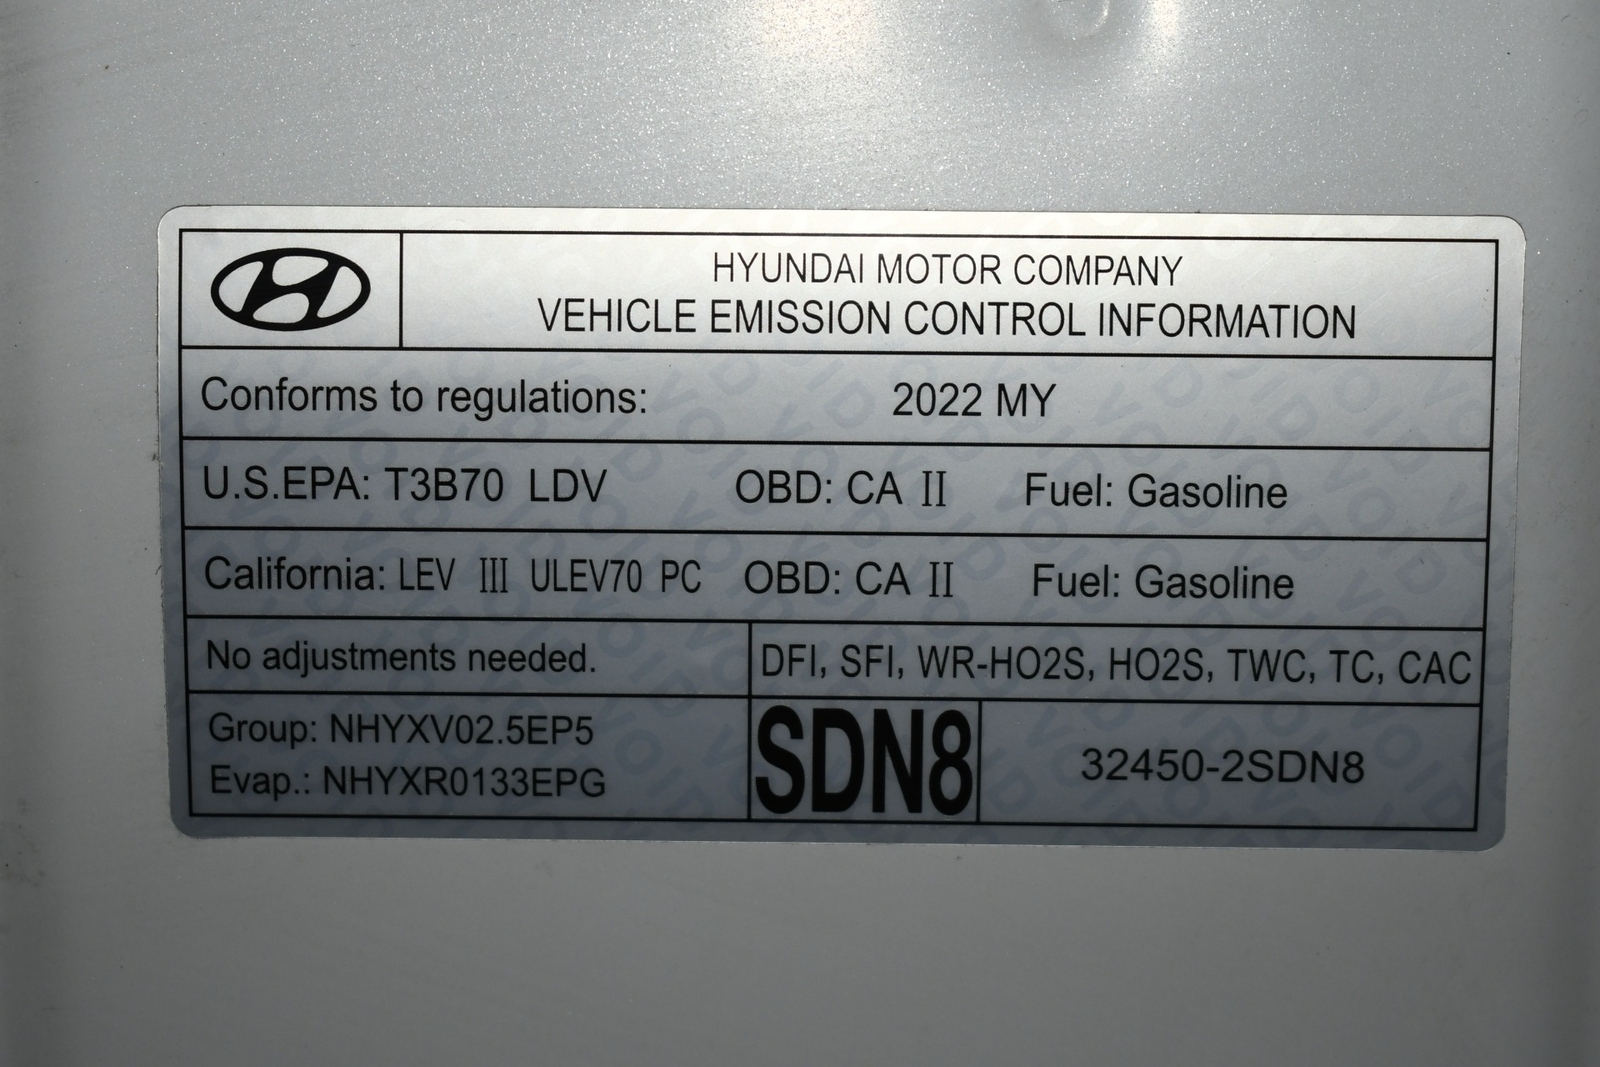 HYUNDAI MOTOR COMPANY
VEHICLE EMISSION CONTROL INFORMATION
Conforms to regulations: 2022 MY
U.S.EPA: T3B70 LDV OBD: CA II Fuel: Gasoline
California: LEV III ULEV70 PC OBD: CA II Fuel: Gasoline
No adjustments needed. DFI, SFI, WR-HO2S, HO2S, TWC, TC, CAC
Group: NHYXV02.5EP5
Evap.: NHYXR0133EPG
SDN8 32450-2SDN8